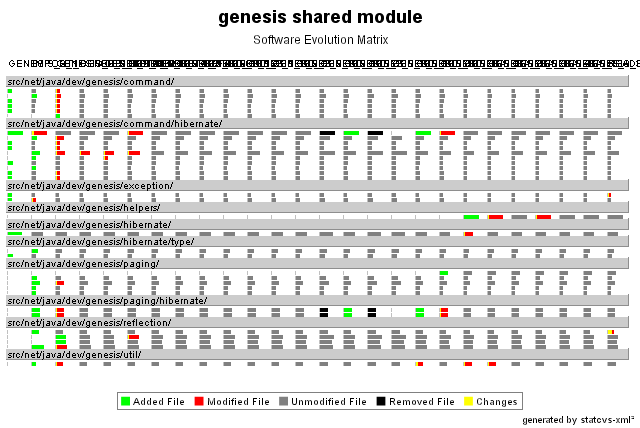 genesis shared module
Software Evolution Matrix
src/net/java/dev/genesis/command/
src/net/java/dev/genesis/command/hibernate/
src/net/java/dev/genesis/exception/
src/net/java/dev/genesis/helpers/
src/net/java/dev/genesis/hibernate/
src/net/java/dev/genesis/hibernate/type/
src/net/java/dev/genesis/paging/
src/net/java/dev/genesis/paging/hibernate/
src/net/java/dev/genesis/reflection/
src/net/java/dev/genesis/util/
Added File Modified File Unmodified File Removed File Changes
generated by statcvs-xml²